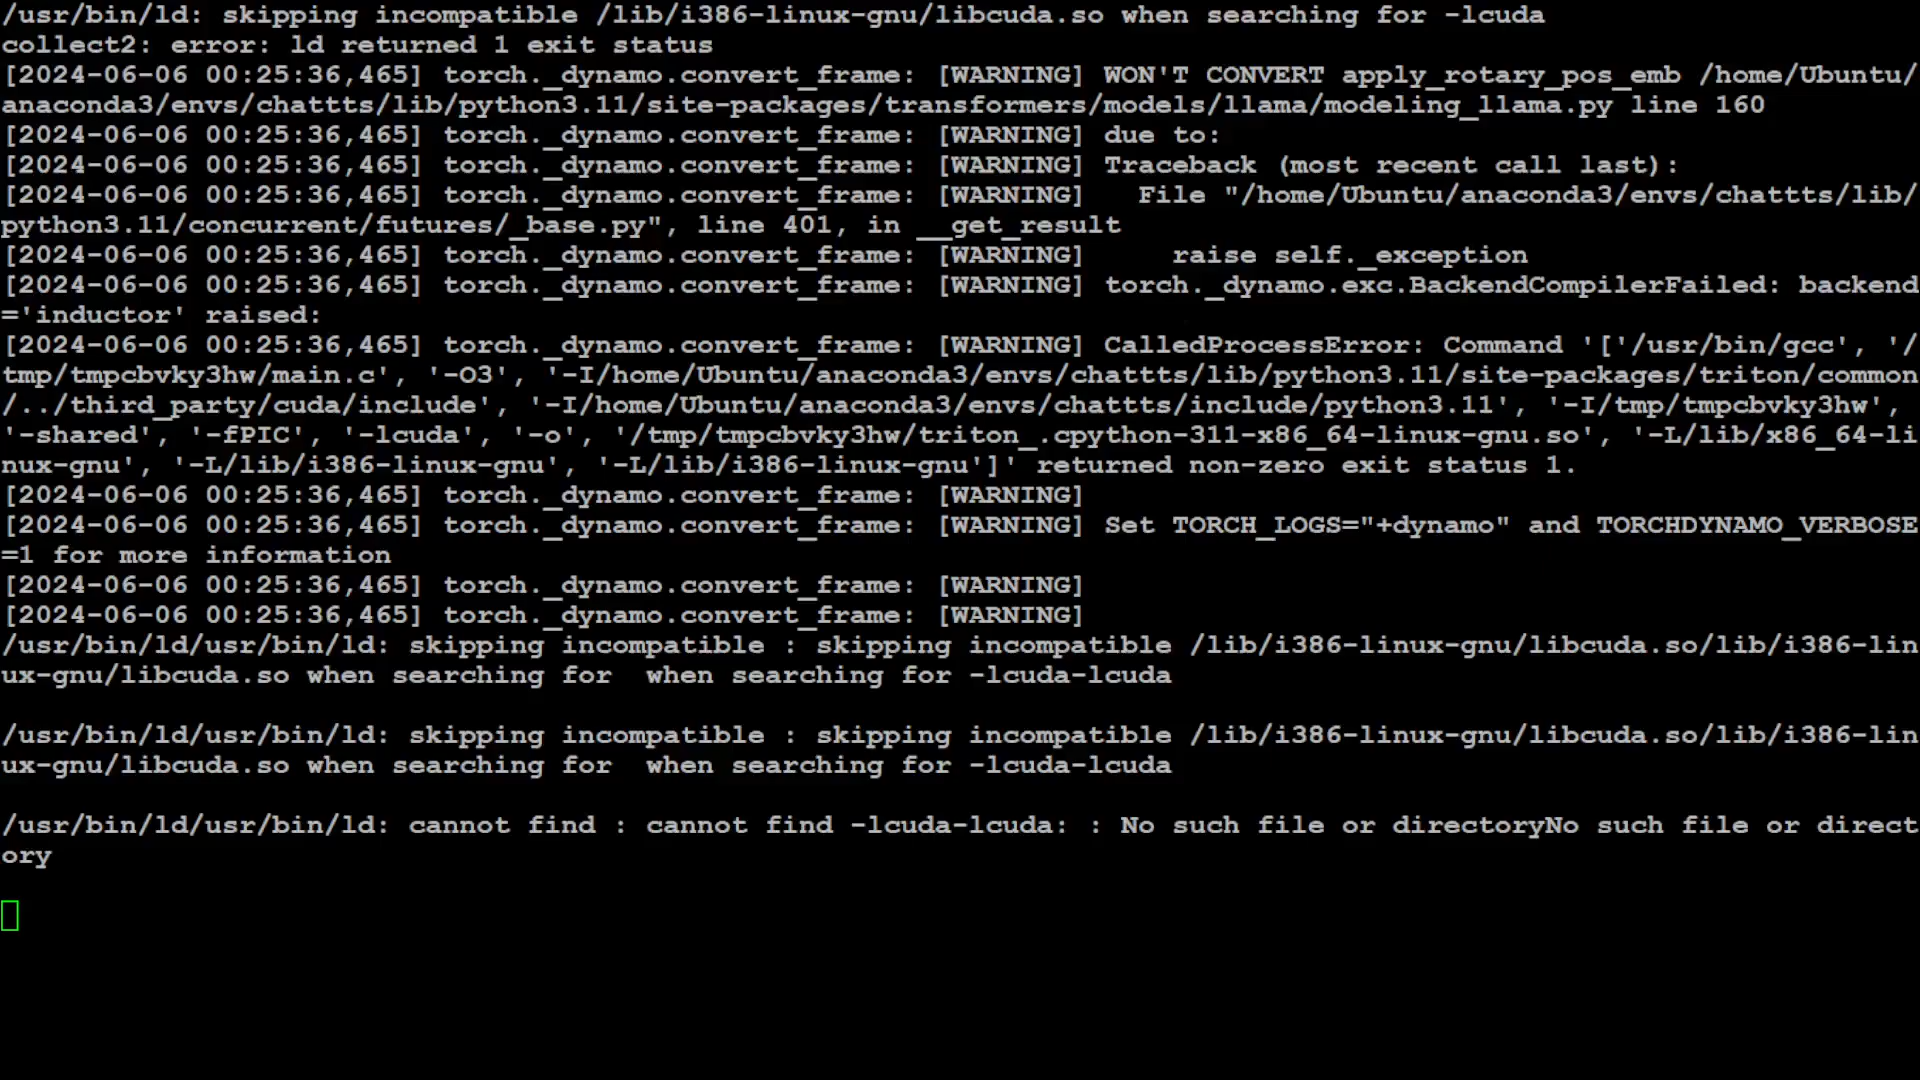 /usr/bin/ld: skipping incompatible /lib/i386-linux-gnu/libcuda.so when searching for -lcuda
collect2: error: ld returned 1 exit status
[2024-06-06 00:25:36,465] torch._dynamo.convert_frame: [WARNING] WON'T CONVERT apply_rotary_pos_emb /home/Ubuntu/
anaconda3/envs/chattts/lib/python3.11/site-packages/transformers/models/llama/modeling_llama.py line 160
[2024-06-06 00:25:36,465] torch._dynamo.convert_frame: [WARNING] due to:
[2024-06-06 00:25:36,465] torch._dynamo.convert_frame: [WARNING] Traceback (most recent call last):
[2024-06-06 00:25:36,465] torch._dynamo.convert_frame: [WARNING]   File "/home/Ubuntu/anaconda3/envs/chattts/lib/
python3.11/concurrent/futures/_base.py", line 401, in __get_result
[2024-06-06 00:25:36,465] torch._dynamo.convert_frame: [WARNING]     raise self._exception
[2024-06-06 00:25:36,465] torch._dynamo.convert_frame: [WARNING] torch._dynamo.exc.BackendCompilerFailed: backend
='inductor' raised:
[2024-06-06 00:25:36,465] torch._dynamo.convert_frame: [WARNING] CalledProcessError: Command '['/usr/bin/gcc', '/
tmp/tmpcbvky3hw/main.c', '-O3', '-I/home/Ubuntu/anaconda3/envs/chattts/lib/python3.11/site-packages/triton/common
/../third_party/cuda/include', '-I/home/Ubuntu/anaconda3/envs/chattts/include/python3.11', '-I/tmp/tmpcbvky3hw',
'-shared', '-fPIC', '-lcuda', '-o', '/tmp/tmpcbvky3hw/triton_.cpython-311-x86_64-linux-gnu.so', '-L/lib/x86_64-li
nux-gnu', '-L/lib/i386-linux-gnu', '-L/lib/i386-linux-gnu']' returned non-zero exit status 1.
[2024-06-06 00:25:36,465] torch._dynamo.convert_frame: [WARNING]
[2024-06-06 00:25:36,465] torch._dynamo.convert_frame: [WARNING] Set TORCH_LOGS="+dynamo" and TORCHDYNAMO_VERBOSE
=1 for more information
[2024-06-06 00:25:36,465] torch._dynamo.convert_frame: [WARNING]
[2024-06-06 00:25:36,465] torch._dynamo.convert_frame: [WARNING]
/usr/bin/ld/usr/bin/ld: skipping incompatible : skipping incompatible /lib/i386-linux-gnu/libcuda.so/lib/i386-lin
ux-gnu/libcuda.so when searching for  when searching for -lcuda-lcuda

/usr/bin/ld/usr/bin/ld: skipping incompatible : skipping incompatible /lib/i386-linux-gnu/libcuda.so/lib/i386-lin
ux-gnu/libcuda.so when searching for  when searching for -lcuda-lcuda

/usr/bin/ld/usr/bin/ld: cannot find : cannot find -lcuda-lcuda: : No such file or directoryNo such file or direct
ory